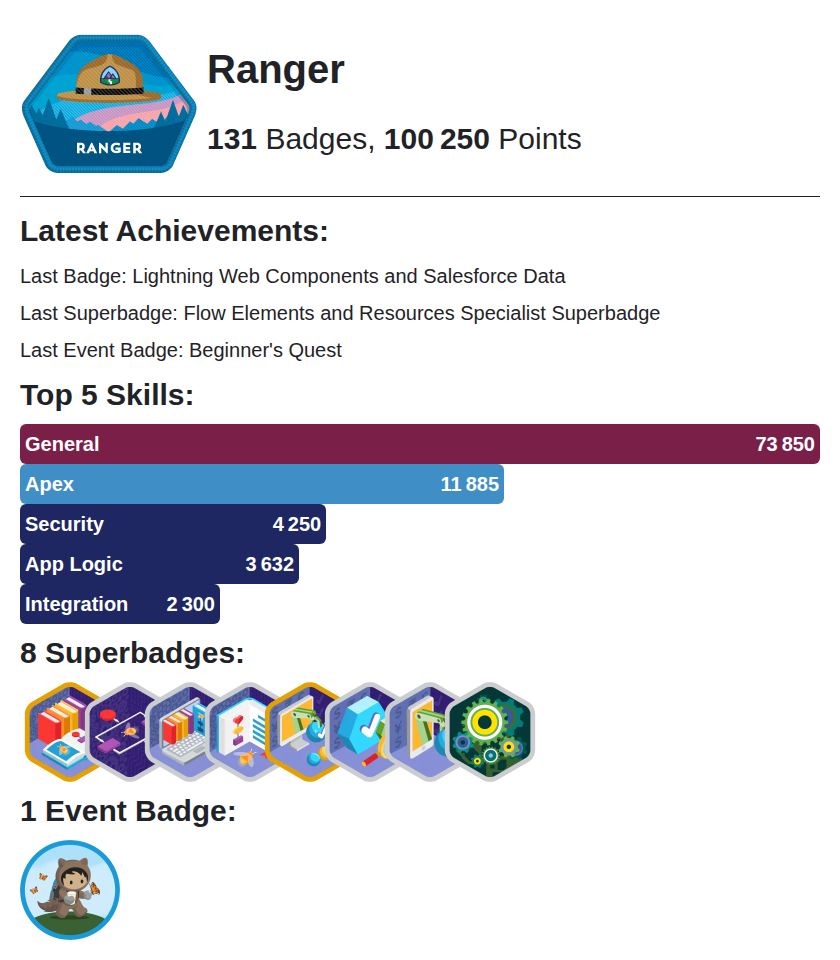 RANGER
Ranger
131 Badges, 100 250 Points
Latest Achievements:
Last Badge: Lightning Web Components and Salesforce Data
Last Superbadge: Flow Elements and Resources Specialist Superbadge
Last Event Badge: Beginner's Quest
Top 5 Skills:
General 73 850
Apex 11 885
Security 4 250
App Logic 3 632
Integration 2 300
8 Superbadges:
1 Event Badge: